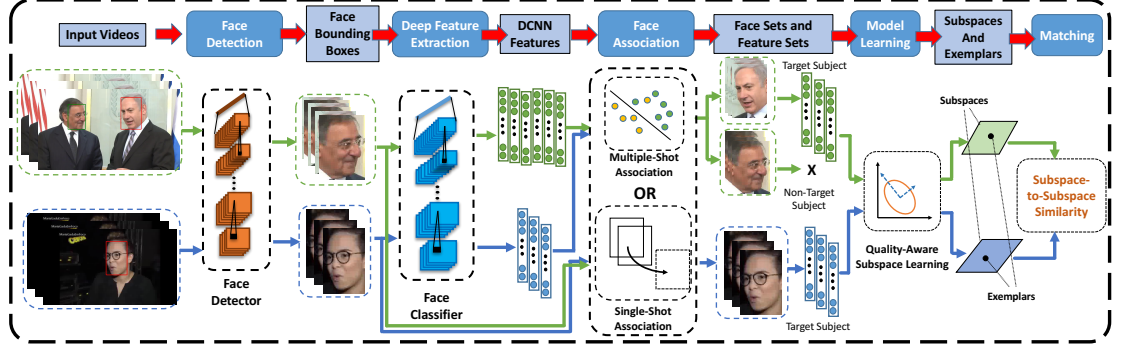 Input Videos
Face
Detection
Face
Bounding
Boxes
Deep Feature
Extraction
DCNN
Features
Face
Association
Face Sets and
Feature Sets
Model
Learning
Subspaces
And
Exemplars
Matching
Target Subject
Subspaces
Multiple-Shot
Association
X
Non-Target
Subject
OR
Subspace-
to-Subspace
Similarity
Quality-Aware
Subspace Learning
Face
Detector
Face
Classifier
Single-Shot
Association
Target Subject
Exemplars